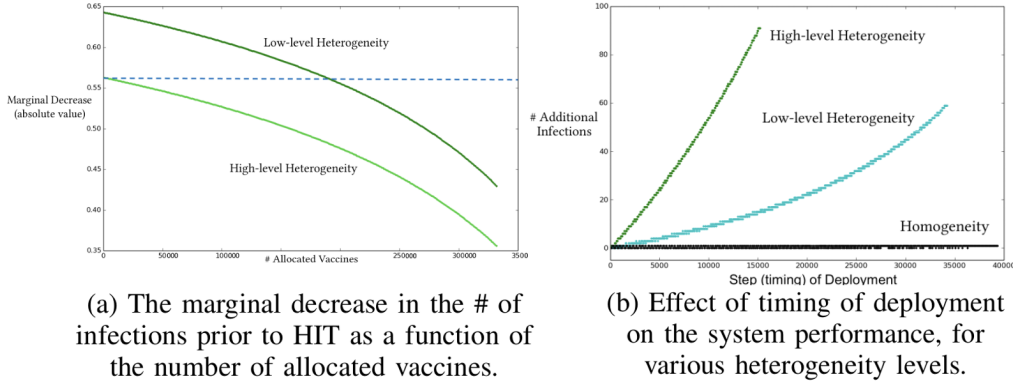 0.65
0.55
0.50
0.45
0.40
0.35
Marginal Decrease
(absolute value)
Low-level Heterogeneity
High-level Heterogeneity
0
50000
100000
250000
300000
3500
# Allocated Vaccines
(a) The marginal decrease in the # of
infections prior to HIT as a function of
the number of allocated vaccines.
100
80
60
40
20
0
# Additional
Infections
High-level Heterogeneity
Low-level Heterogeneity
Homogeneity
0
5000
10000
15000
20000
25000
30000
35000
40000
Step (timing) of Deployment
(b) Effect of timing of deployment
on the system performance, for
various heterogeneity levels.